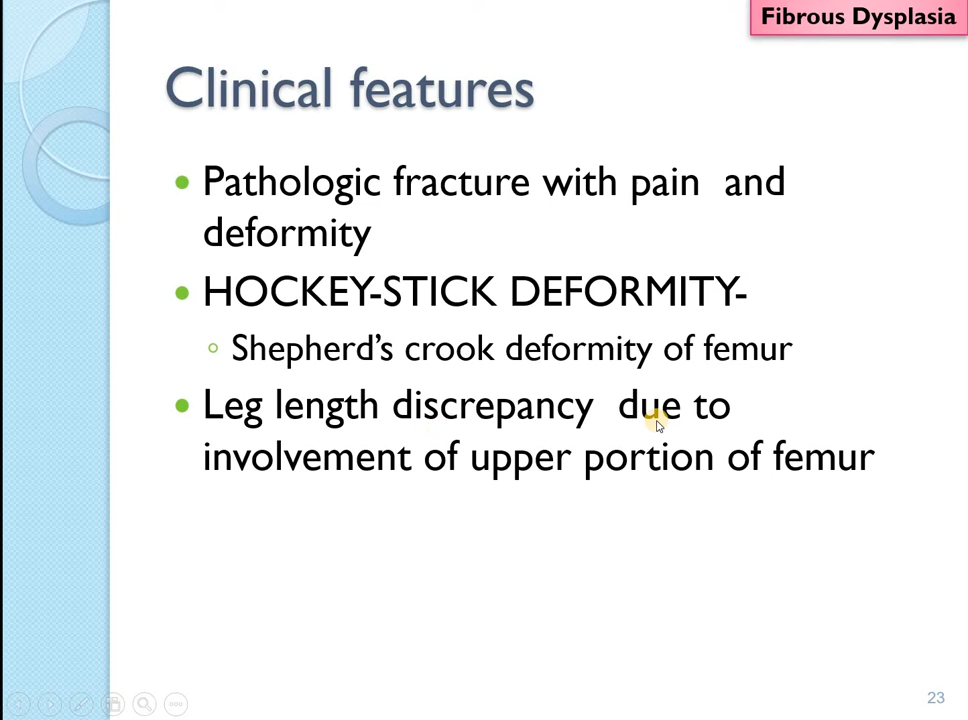 Fibrous Dysplasia
Clinical features
• Pathologic fracture with pain and
deformity
• HOCKEY-STICK DEFORMITY-
◦ Shepherd's crook deformity of femur
• Leg length discrepancy due to
involvement of upper portion of femur
23